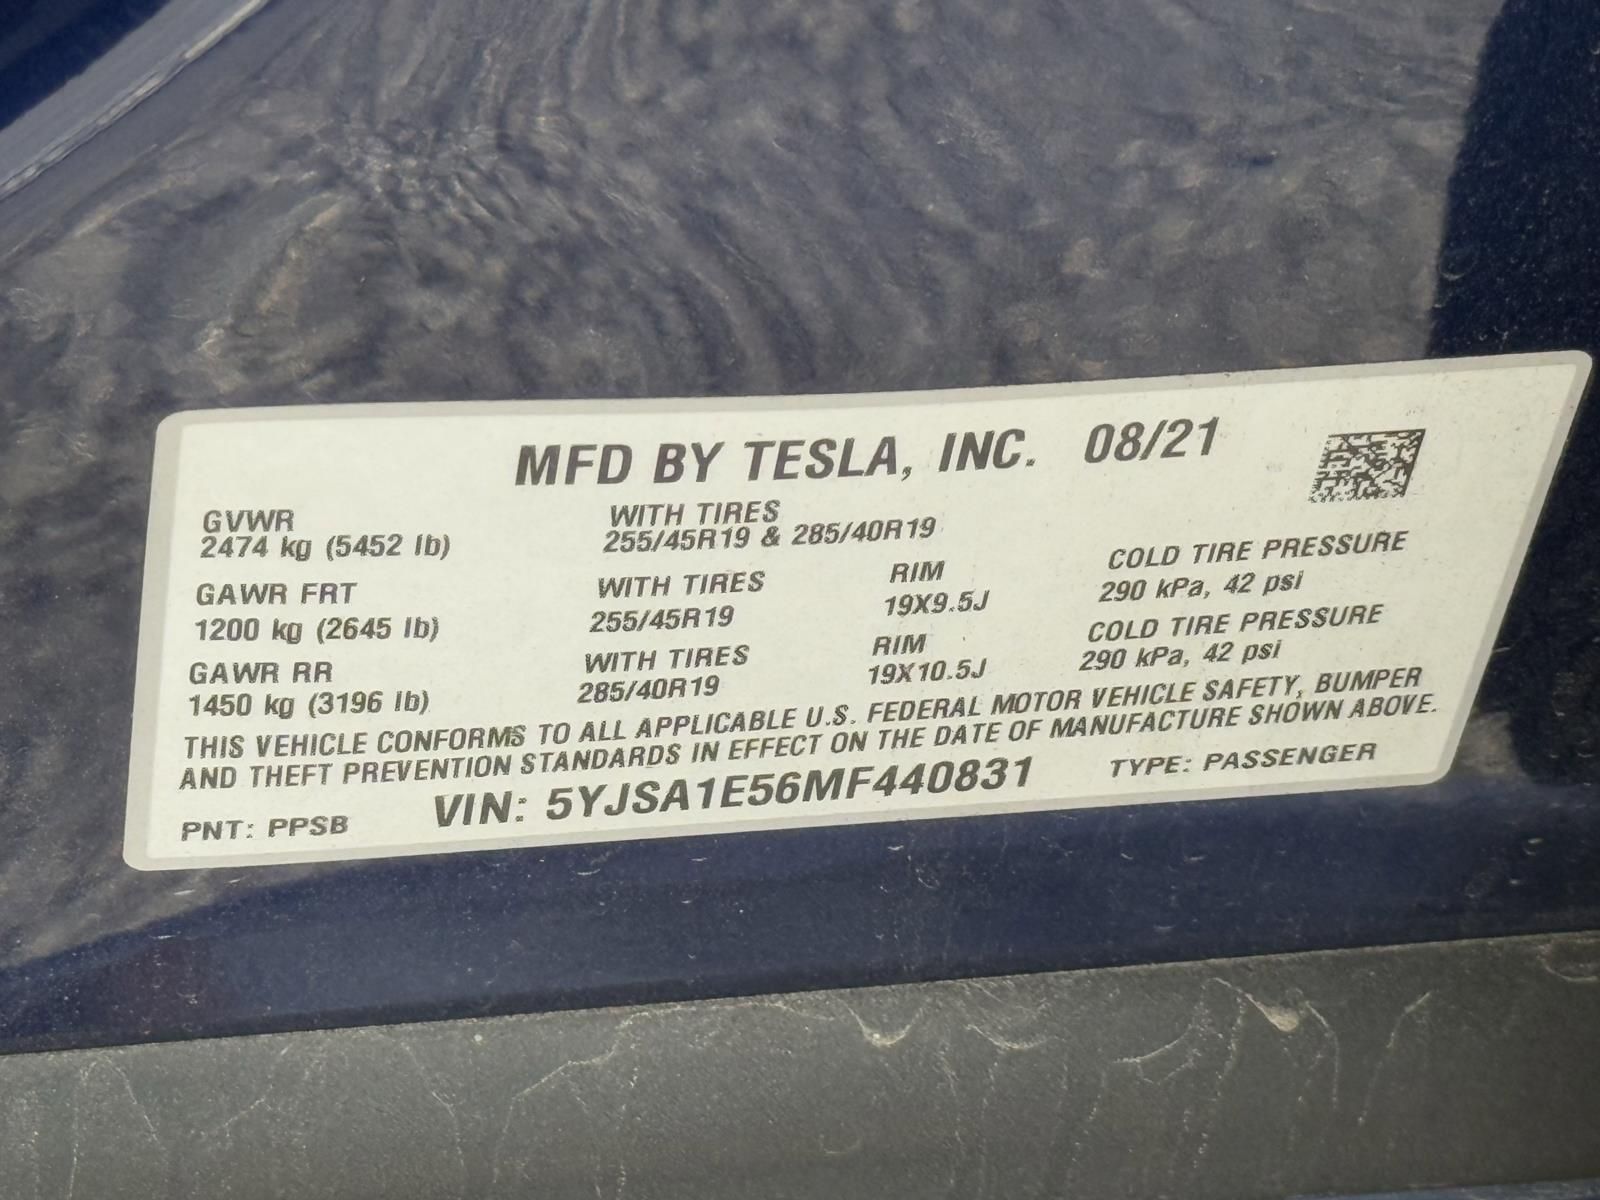 MFD BY TESLA, INC. 08/21
GVWR
2474 kg (5452 lb)
WITH TIRES
255/45R19 & 285/40R19
GAWR FRT
1200 kg (2645 lb)
WITH TIRES
255/45R19
RIM
19X9.5J
COLD TIRE PRESSURE
290 kPa, 42 psi
GAWR RR
1450 kg (3196 lb)
WITH TIRES
285/40R19
RIM
19X10.5J
COLD TIRE PRESSURE
290 kPa, 42 psi
THIS VEHICLE CONFORMS TO ALL APPLICABLE U.S. FEDERAL MOTOR VEHICLE SAFETY, BUMPER
AND THEFT PREVENTION STANDARDS IN EFFECT ON THE DATE OF MANUFACTURE SHOWN ABOVE.
PNT: PPSB VIN: 5YJSA1E56MF440831 TYPE: PASSENGER